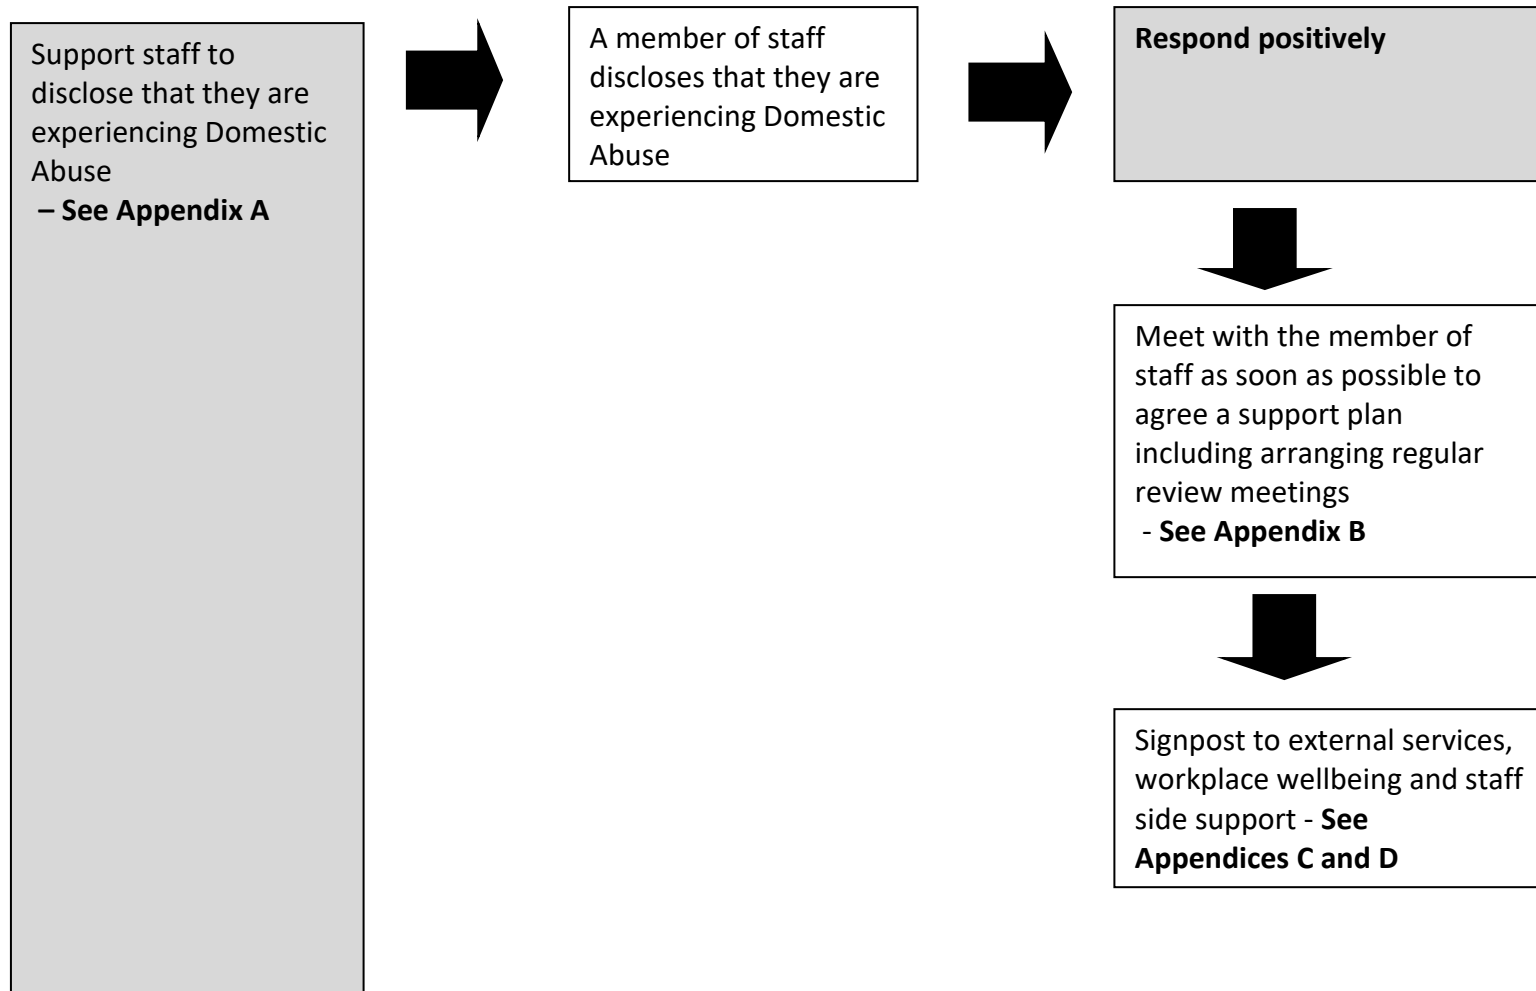 Support staff to
disclose that they are
experiencing Domestic
Abuse
– See Appendix A
A member of staff
discloses that they are
experiencing Domestic
Abuse
Respond positively
Meet with the member of
staff as soon as possible to
agree a support plan
including arranging regular
review meetings
- See Appendix B
Signpost to external services,
workplace wellbeing and staff
side support - See
Appendices C and D